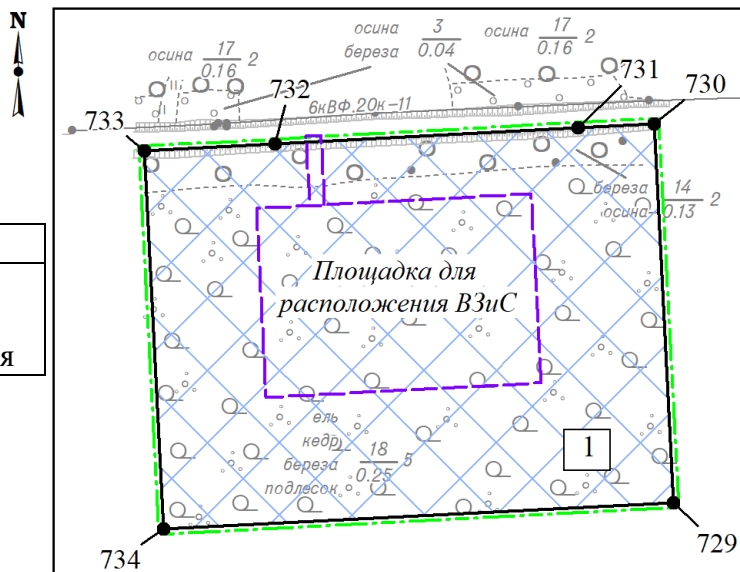 N
осина 17/0.16 2
осина
береза 3/0.04
осина 17/0.16 2
731
730
732
733
6кВФ.20к-11
береза
осина 14/0.13 2
Площадка для
расположения ВЗиС
я
ель
кедр
береза
подлесок
18/0.25 5
1
729
734